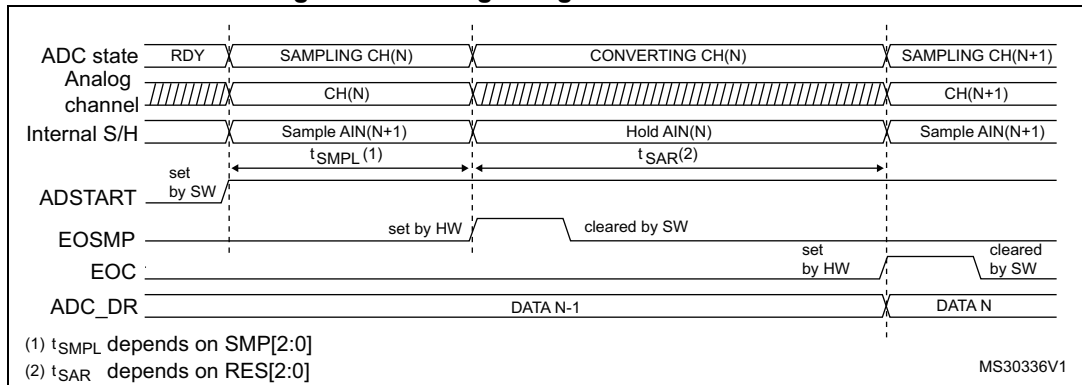 ADC state RDY SAMPLING CH(N) CONVERTING CH(N) SAMPLING CH(N+1)
Analog channel CH(N) CH(N+1)
Internal S/H Sample AIN(N+1) Hold AIN(N) Sample AIN(N+1)
tSMPL(1) tSAR(2)
set by SW
ADSTART
set by HW cleared by SW
EOSMP
set by HW cleared by SW
EOC
ADC_DR DATA N-1 DATA N
(1) tSMPL depends on SMP[2:0]
(2) tSAR depends on RES[2:0]
MS30336V1